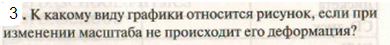 3 . К какому виду графики относится рисунок, если при
изменении масштаба не происходит его деформация?